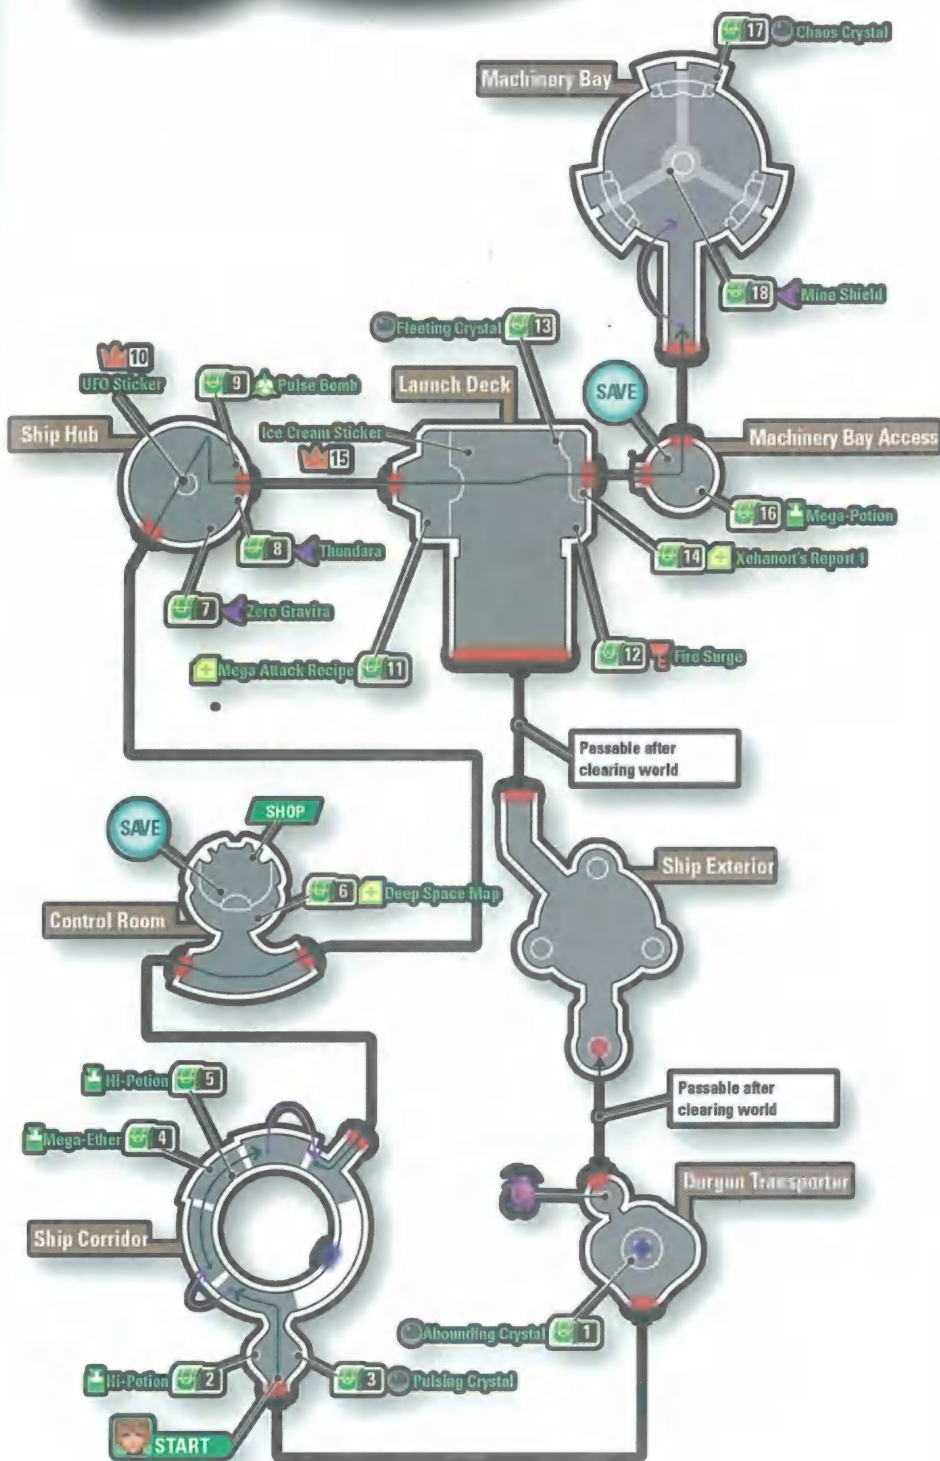 17 Chaos Crystal
Machinery Bay
18 Mine Shield
Fleeting Crystal 13
10
UFO Sticker
9 Pulse Bomb
Launch Deck
SAVE
Ship Hub
Ice Cream Sticker
15
Machinery Bay Access
16 Mega-Potion
8 Thundara
14 Xehanort's Report 1
7 Zero Gravira
Mega Attack Recipe 11
12 Fire Surge
Passable after
clearing world
SHOP
SAVE
Ship Exterior
6 Deep Space Map
Control Room
Hi-Potion 5
Passable after
clearing world
Mega-Ether 4
Durgun Transporter
Ship Corridor
Abounding Crystal 1
Hi-Potion 2
3 Pulsing Crystal
START